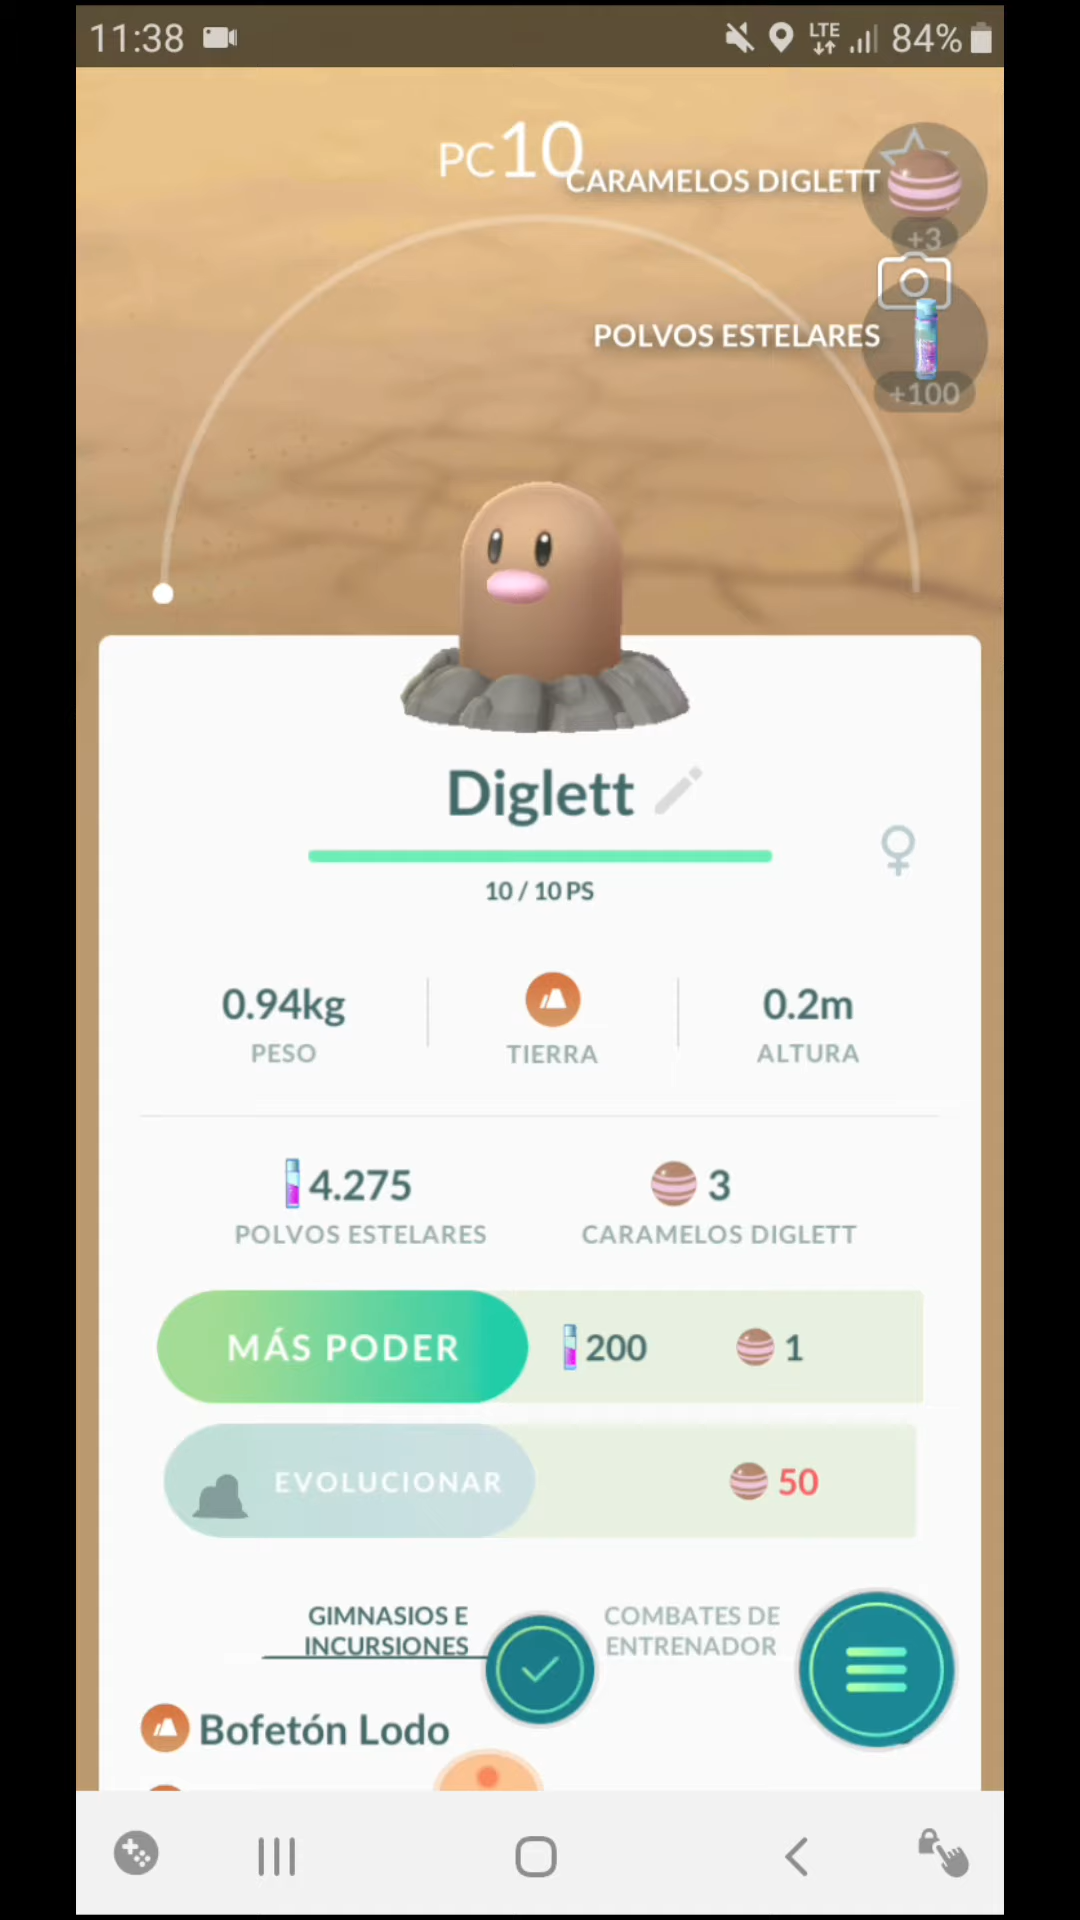 11:38
LTE
84%
PC10
CARAMELOS DIGLETT
+3
POLVOS ESTELARES
+100
Diglett
10 / 10 PS
0.94kg
PESO
TIERRA
0.2m
ALTURA
4.275
POLVOS ESTELARES
3
CARAMELOS DIGLETT
MÁS PODER
200
1
EVOLUCIONAR
50
GIMNASIOS E
INCURSIONES
COMBATES DE
ENTRENADOR
Bofetón Lodo